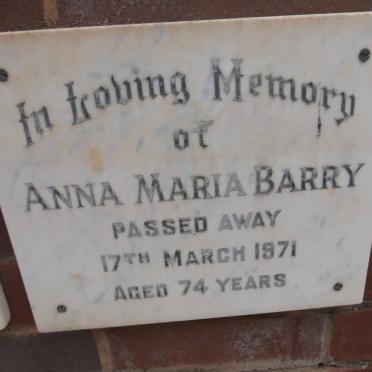 In Loving Memory
of
ANNA MARIA BARRY
PASSED AWAY
17TH MARCH 1971
AGED 74 YEARS